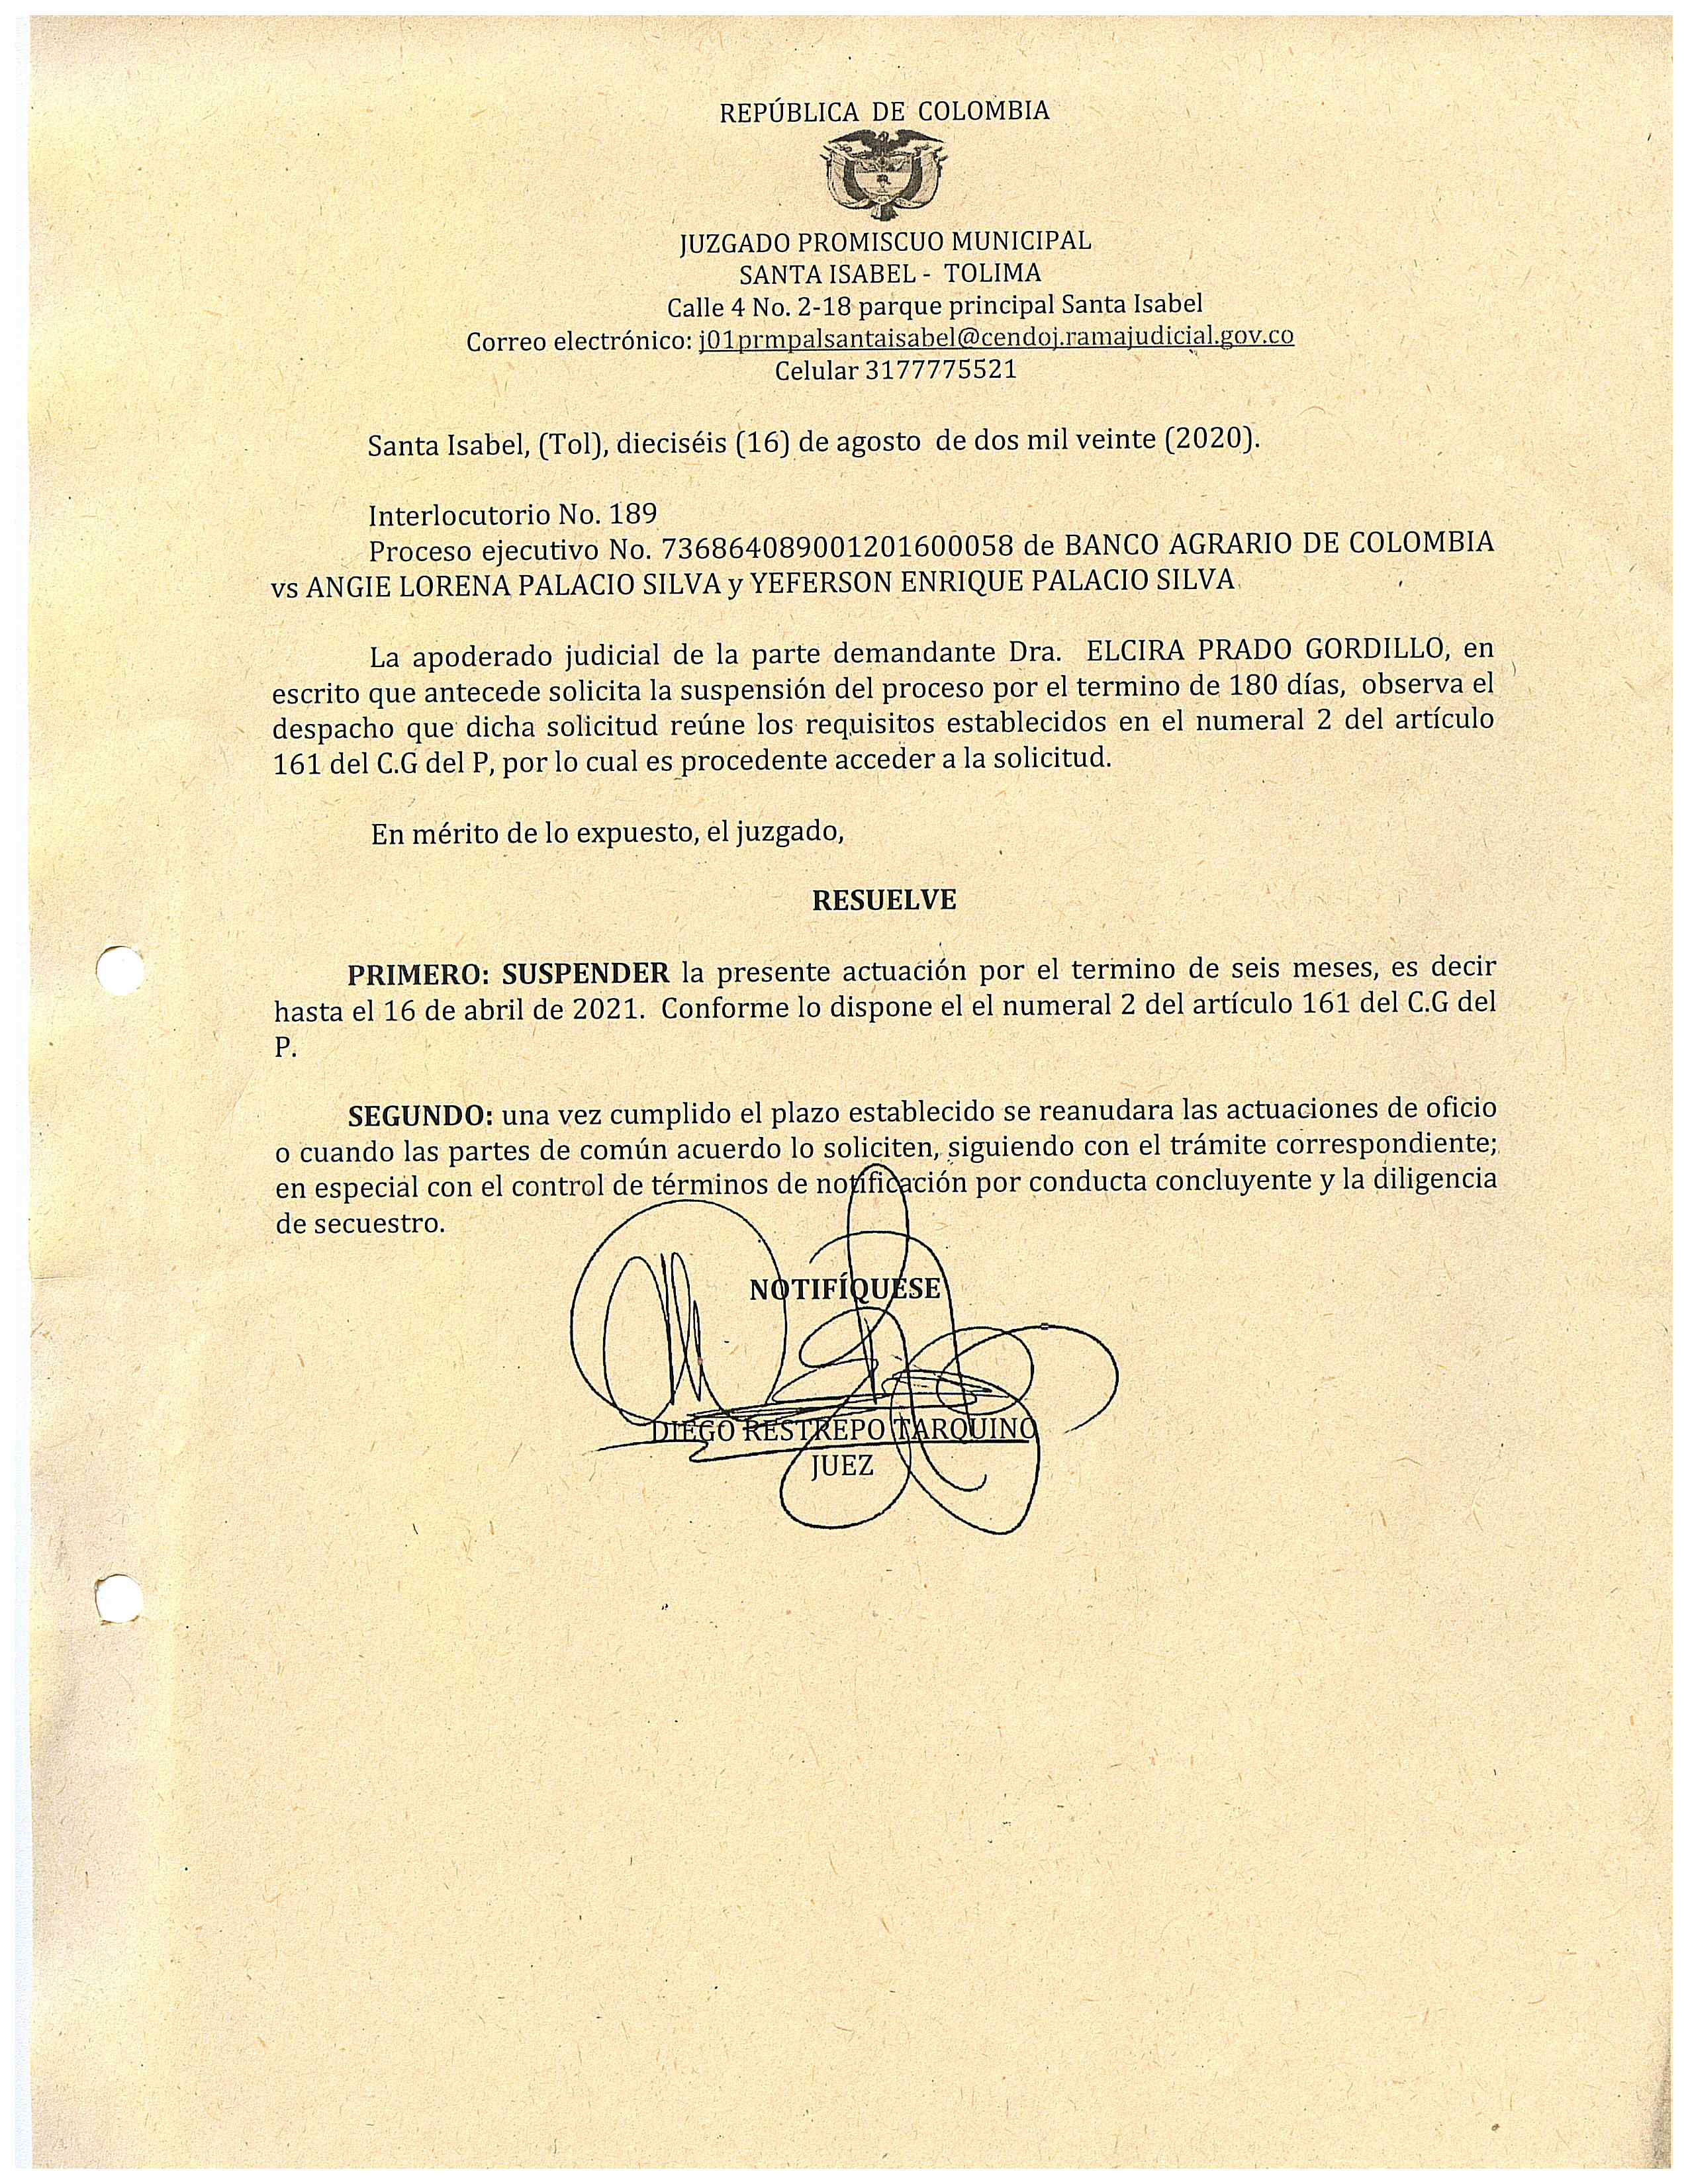 REPÚBLICA DE COLOMBIA
JUZGADO PROMISCUO MUNICIPAL
SANTA ISABEL - TOLIMA
Calle 4 No. 2-18 parque principal Santa Isabel
Correo electrónico: j01prmpalsantaisabel@cendoj.ramajudicial.gov.co
Celular 3177775521
Santa Isabel, (Tol), dieciséis (16) de agosto de dos mil veinte (2020).
Interlocutorio No. 189
Proceso ejecutivo No. 736864089001201600058 de BANCO AGRARIO DE COLOMBIA
vs ANGIE LORENA PALACIO SILVA y YEFERSON ENRIQUE PALACIO SILVA
La apoderado judicial de la parte demandante Dra. ELCIRA PRADO GORDILLO, en
escrito que antecede solicita la suspensión del proceso por el termino de 180 días, observa el
despacho que dicha solicitud reúne los requisitos establecidos en el numeral 2 del artículo
161 del C.G del P, por lo cual es procedente acceder a la solicitud.
En mérito de lo expuesto, el juzgado,
RESUELVE
PRIMERO: SUSPENDER la presente actuación por el termino de seis meses, es decir
hasta el 16 de abril de 2021. Conforme lo dispone el el numeral 2 del artículo 161 del C.G del
P.
SEGUNDO: una vez cumplido el plazo establecido se reanudara las actuaciones de oficio
o cuando las partes de común acuerdo lo soliciten, siguiendo con el trámite correspondiente;
en especial con el control de términos de notificación por conducta concluyente y la diligencia
de secuestro.
NOTIFÍQUESE
DIEGO RESTREPO TARQUINO
JUEZ